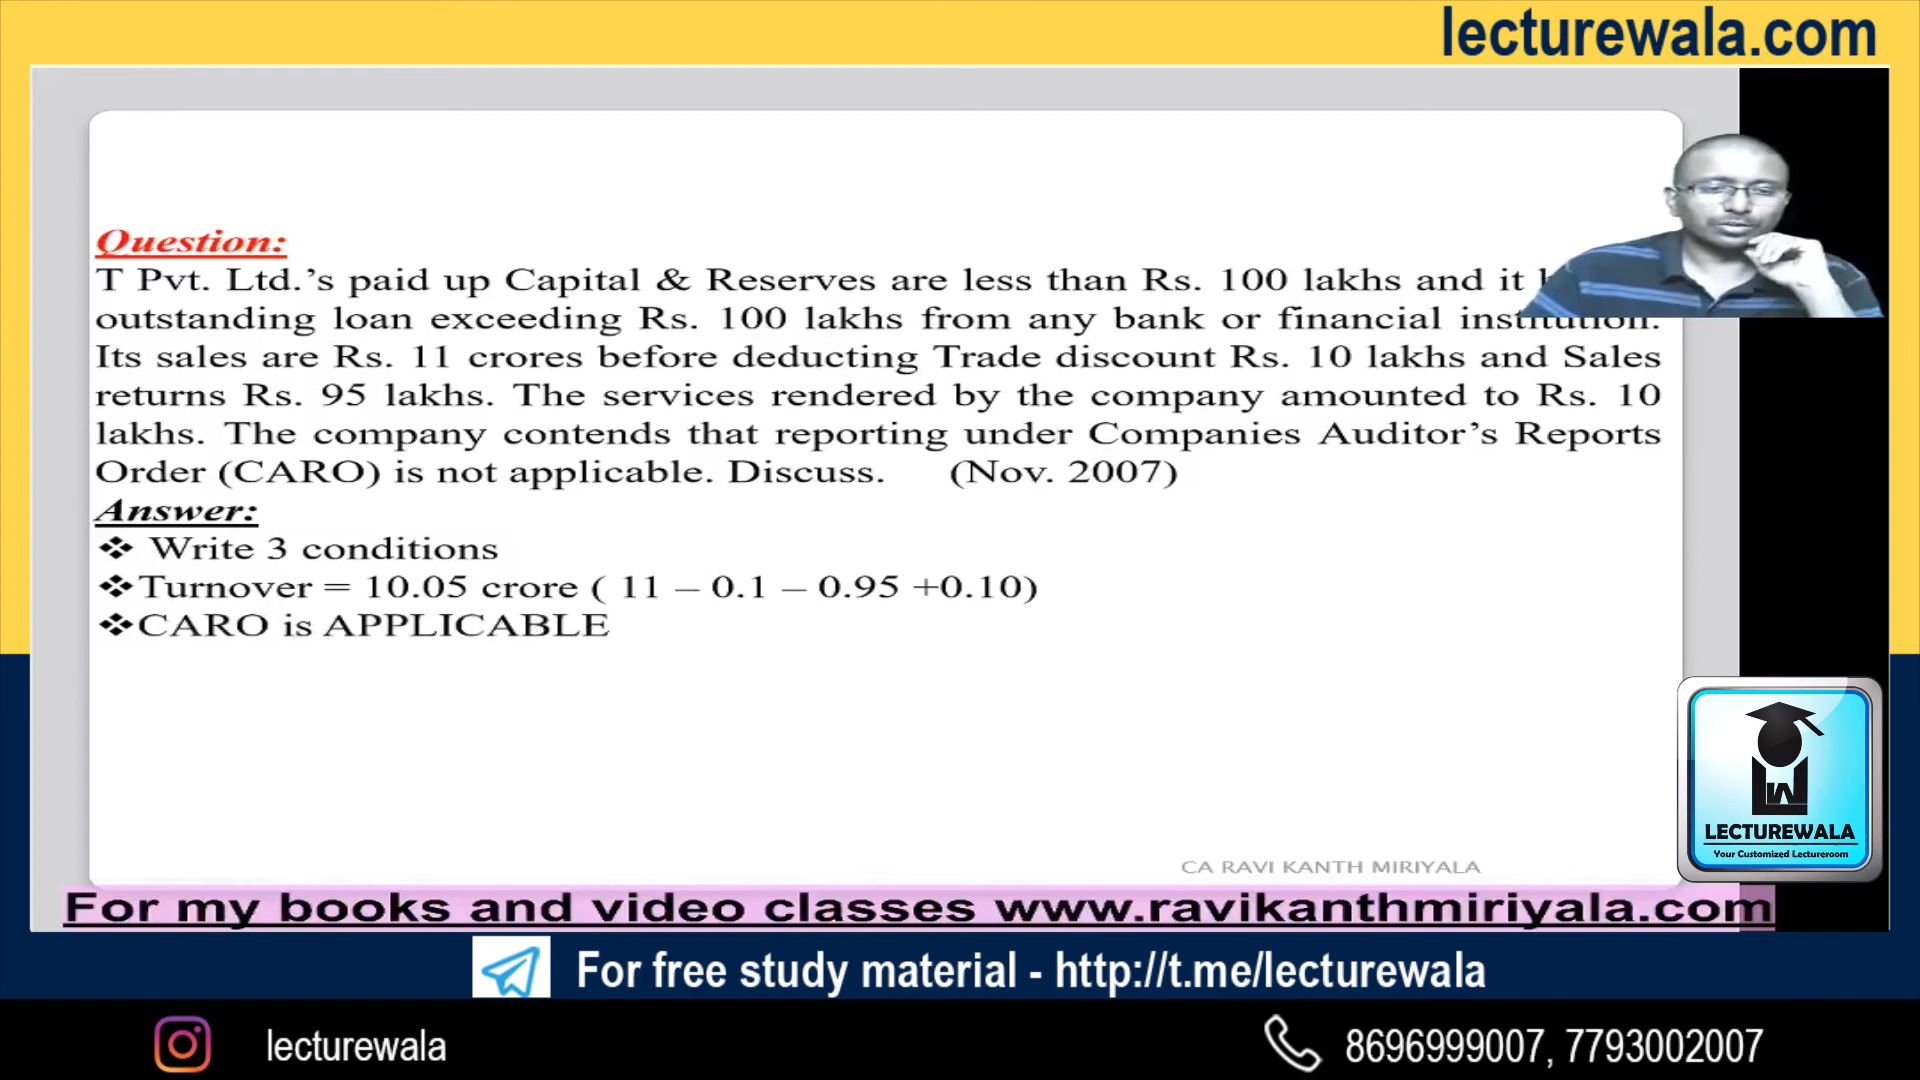 lecturewala.com
Question:
T Pvt. Ltd.'s paid up Capital & Reserves are less than Rs. 100 lakhs and it
outstanding loan exceeding Rs. 100 lakhs from any bank or financial institution.
Its sales are Rs. 11 crores before deducting Trade discount Rs. 10 lakhs and Sales
returns Rs. 95 lakhs. The services rendered by the company amounted to Rs. 10
lakhs. The company contends that reporting under Companies Auditor's Reports
Order (CARO) is not applicable. Discuss. (Nov. 2007)
Answer:
❖ Write 3 conditions
❖Turnover = 10.05 crore ( 11 – 0.1 – 0.95 +0.10)
❖CARO is APPLICABLE
LECTUREWALA
Your Customized Lectureroom
CA RAVI KANTH MIRIYALA
For my books and video classes www.ravikanthmiriyala.com
For free study material - http://t.me/lecturewala
lecturewala
8696999007, 7793002007